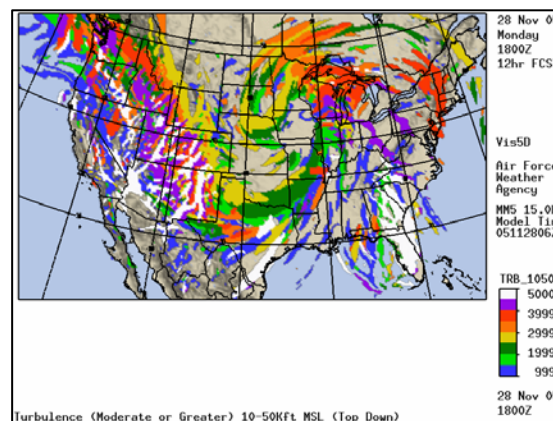 28 Nov 0
Monday
1800Z
12hr FCS
Vis5D
Air Forc
Weather
Agency
MM5 15.0
Model Ti
05112806
TRB_1050
5000
3999
2999
1999
999
28 Nov 0
1800Z
Turbulence (Moderate or Greater) 10-50Kft MSL (Top Down)